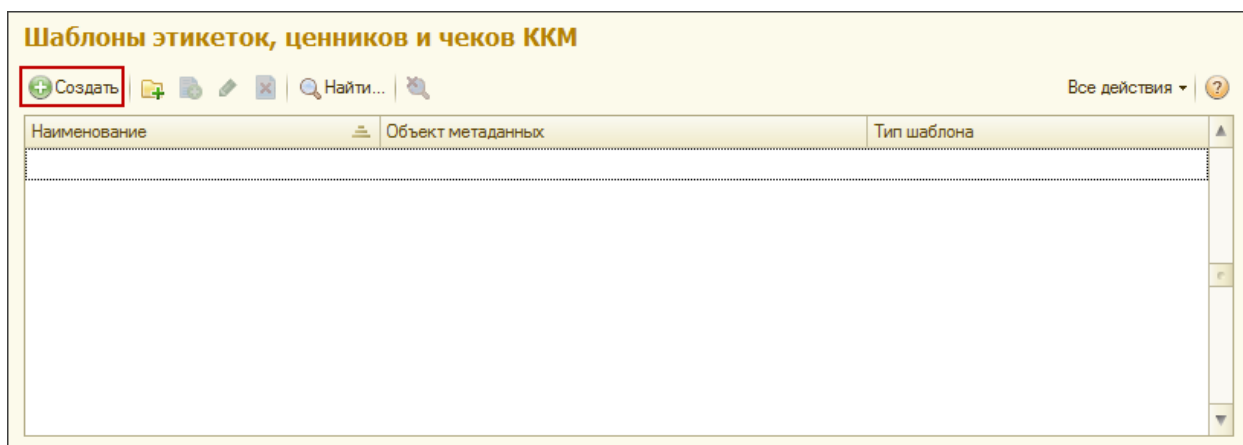 Шаблоны этикеток, ценников и чеков ККМ
Создать Найти... Все действия ?
Наименование Объект метаданных Тип шаблона